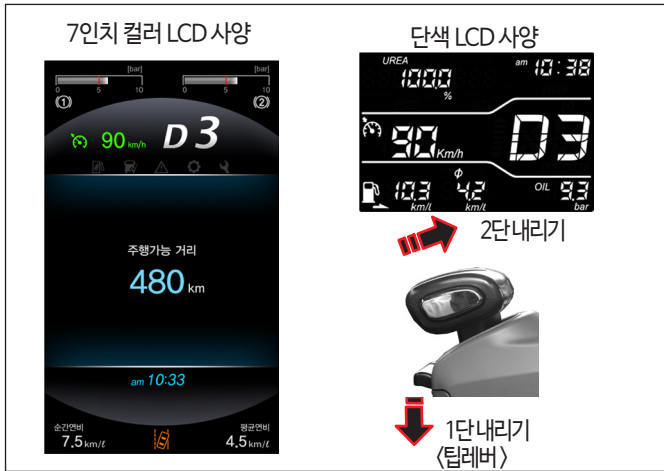 7인치 컬러 LCD 사양
[bar] [bar]
0 5 10 0 5 10
(1) (2)
90 km/h D 3
주행가능 거리
480 km
am 10:33
순간연비 평균연비
7.5 km/ℓ 4.5 km/ℓ
단색 LCD 사양
UREA am 10:38
100.0
%
90 Km/h D3
ϕ OIL
10.3 4.2 9.3
km/ℓ km/ℓ bar
2단 내리기
1단 내리기
〈팁레버〉